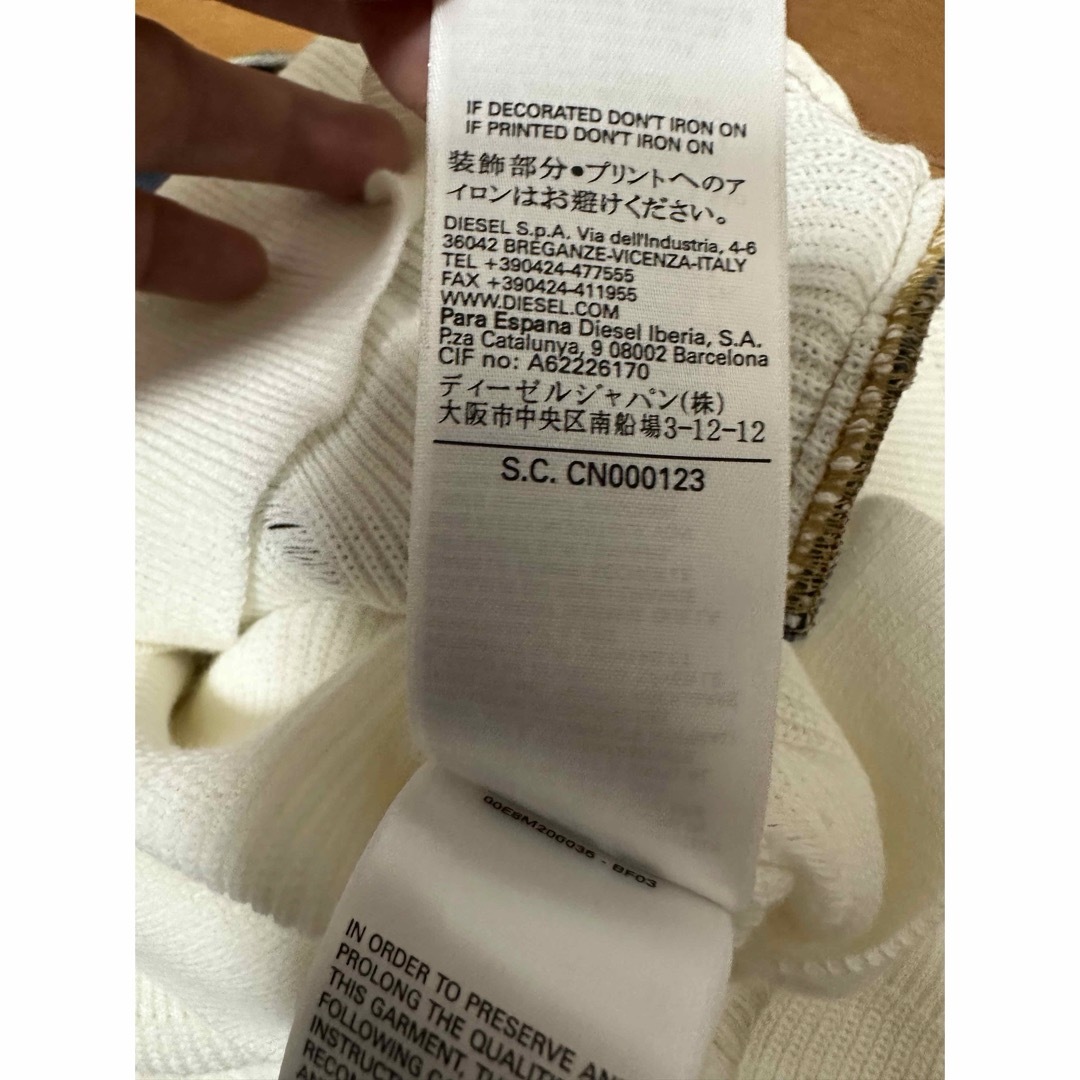 IF DECORATED DON'T IRON ON
IF PRINTED DON'T IRON ON
装飾部分●プリントへのア
イロンはお避けください。
DIESEL S.p.A. Via dell'Industria, 4-6
36042 BREGANZE-VICENZA-ITALY
TEL +390424-477555
FAX +390424-411955
WWW.DIESEL.COM
Para Espana Diesel Iberia, S.A.
P.za Catalunya, 9 08002 Barcelona
CIF no: A62226170
ディーゼルジャパン(株)
大阪市中央区南船場3-12-12
S.C. CN000123
- BF03
IN ORDER TO PRESERVE AND
PROLONG THE
THIS GARMENT,
FOLLOWING